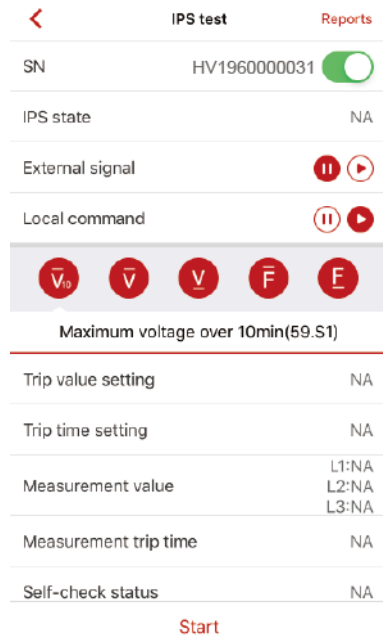 IPS test Reports
SN HV1960000031
IPS state NA
External signal
Local command
V̅10 V̅ V̲ F̅ F̲
Maximum voltage over 10min(59.S1)
Trip value setting NA
Trip time setting NA
L1:NA
Measurement value L2:NA
L3:NA
Measurement trip time NA
Self-check status NA
Start